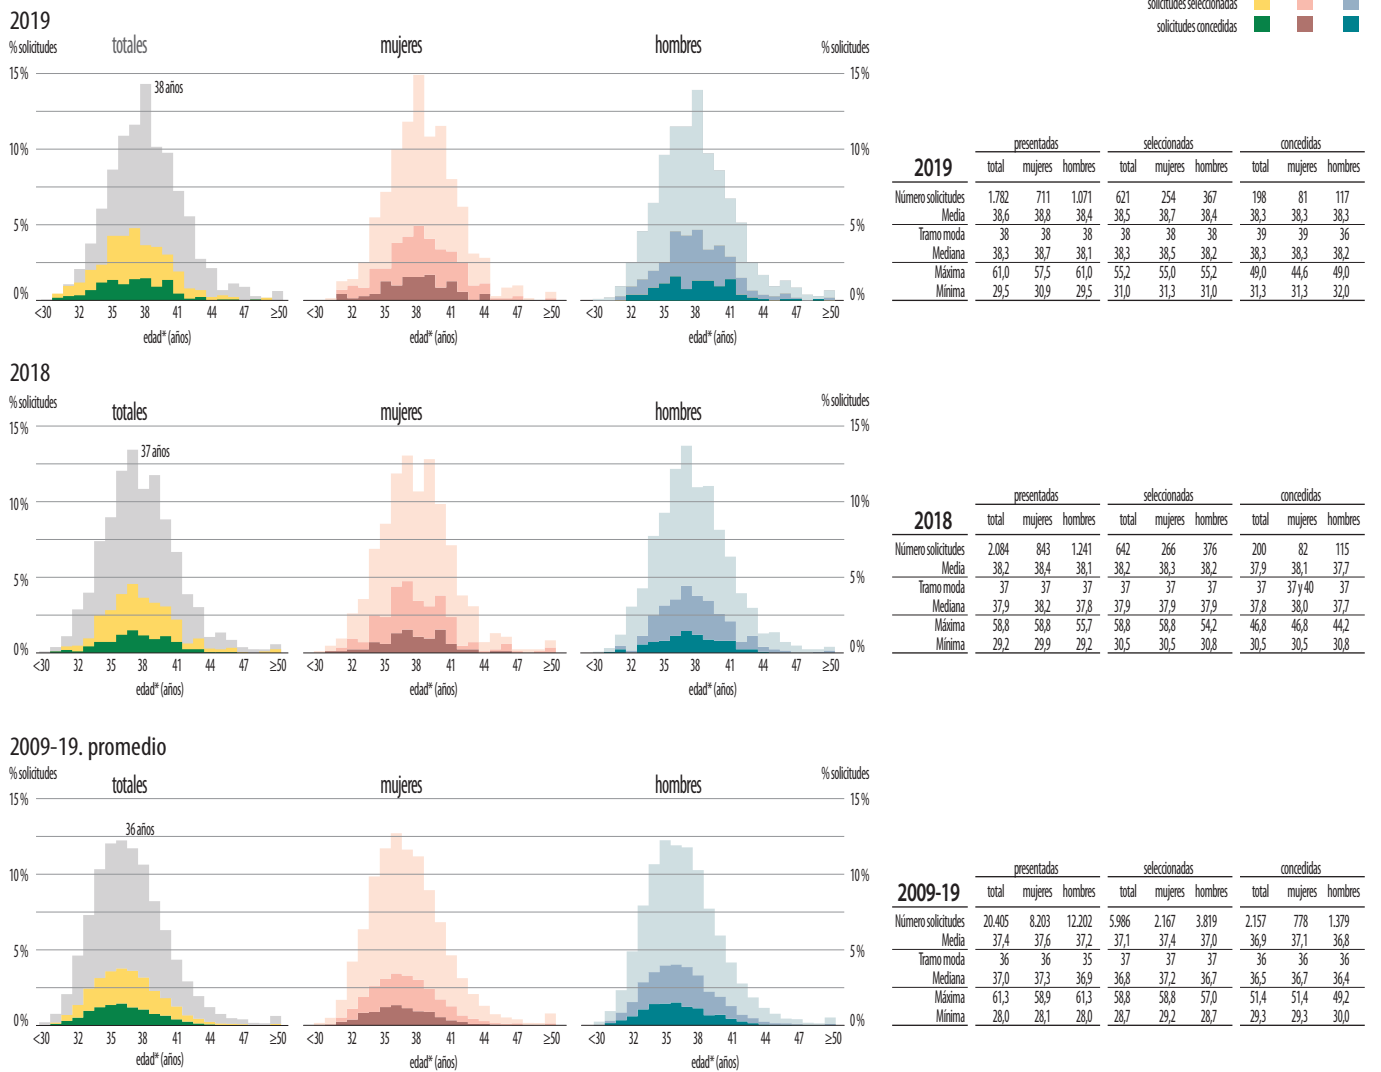 solicitudes seleccionadas
solicitudes concedidas
2019
% solicitudes totales mujeres hombres % solicitudes
15% 15%
38 años
10% 10%
5% 5%
0% 0%
<30 32 35 38 41 44 47 ≥50 <30 32 35 38 41 44 47 ≥50 <30 32 35 38 41 44 47 ≥50
edad* (años) edad* (años) edad* (años)
presentadas seleccionadas concedidas
2019 total mujeres hombres total mujeres hombres total mujeres hombres
Número solicitudes 1.782 711 1.071 621 254 367 198 81 117
Media 38,6 38,8 38,4 38,5 38,7 38,4 38,3 38,3 38,3
Tramo moda 38 38 38 38 38 38 39 39 36
Mediana 38,3 38,7 38,1 38,3 38,5 38,2 38,3 38,3 38,2
Máxima 61,0 57,5 61,0 55,2 55,0 55,2 49,0 44,6 49,0
Mínima 29,5 30,9 29,5 31,0 31,3 31,0 31,3 31,3 32,0
2018
% solicitudes totales mujeres hombres % solicitudes
15% 15%
37 años
10% 10%
5% 5%
0% 0%
<30 32 35 38 41 44 47 ≥50 <30 32 35 38 41 44 47 ≥50 <30 32 35 38 41 44 47 ≥50
edad* (años) edad* (años) edad* (años)
presentadas seleccionadas concedidas
2018 total mujeres hombres total mujeres hombres total mujeres hombres
Número solicitudes 2.084 843 1.241 642 266 376 200 82 115
Media 38,2 38,4 38,1 38,2 38,3 38,2 37,9 38,1 37,7
Tramo moda 37 37 37 37 37 37 37 37 y 40 37
Mediana 37,9 38,2 37,8 37,9 37,9 37,9 37,8 38,0 37,7
Máxima 58,8 58,8 55,7 58,8 58,8 54,2 46,8 46,8 44,2
Mínima 29,2 29,9 29,2 30,5 30,5 30,8 30,5 30,5 30,8
2009-19. promedio
% solicitudes totales mujeres hombres % solicitudes
15% 15%
36 años
10% 10%
5% 5%
0% 0%
<30 32 35 38 41 44 47 ≥50 <30 32 35 38 41 44 47 ≥50 <30 32 35 38 41 44 47 ≥50
edad* (años) edad* (años) edad* (años)
presentadas seleccionadas concedidas
2009-19 total mujeres hombres total mujeres hombres total mujeres hombres
Número solicitudes 20.405 8.203 12.202 5.986 2.167 3.819 2.157 778 1.379
Media 37,4 37,6 37,2 37,1 37,4 37,0 36,9 37,1 36,8
Tramo moda 36 36 35 37 37 37 36 36 36
Mediana 37,0 37,3 36,9 36,8 37,2 36,7 36,5 36,7 36,4
Máxima 61,3 58,9 61,3 58,8 58,8 57,0 51,4 51,4 49,2
Mínima 28,0 28,1 28,0 28,7 29,2 28,7 29,3 29,3 30,0